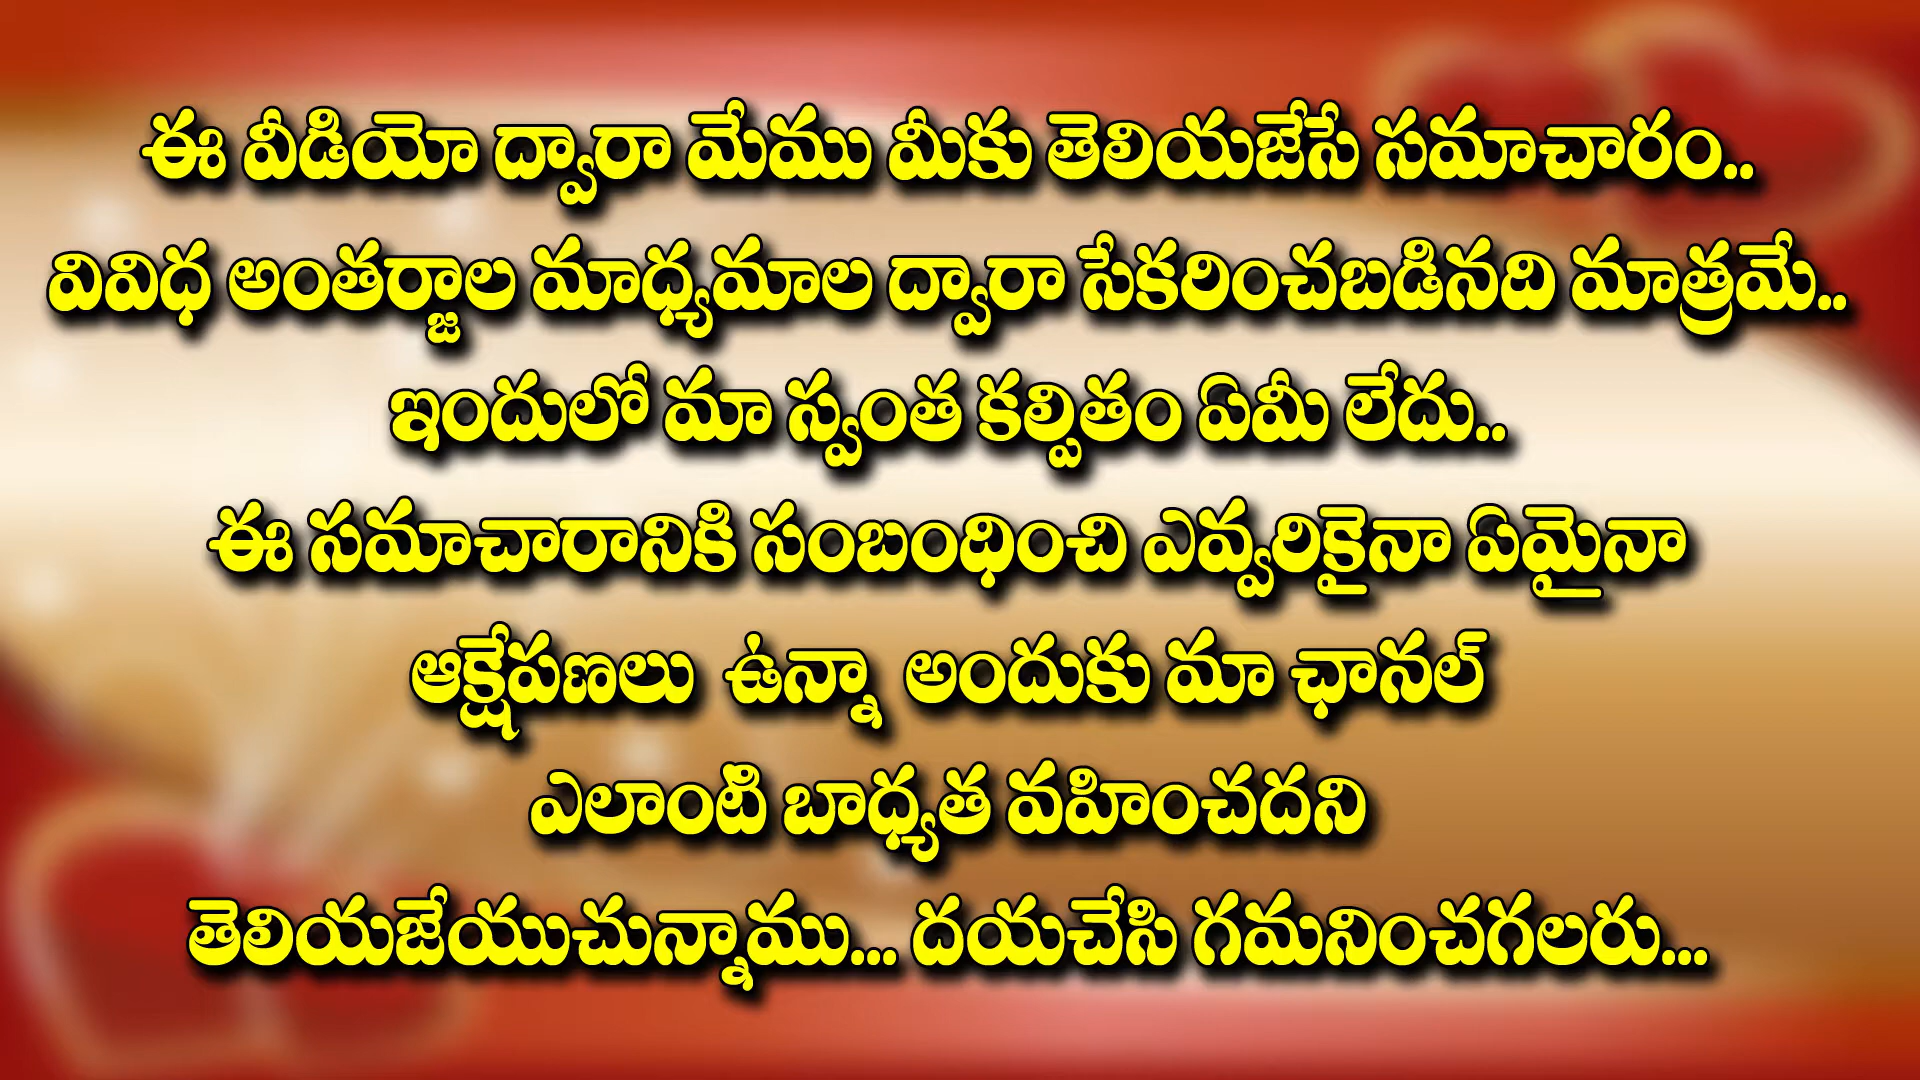 ఈ వీడియో ద్వారా మేము మీకు తెలియజేసే సమాచారం..
వివిధ అంతర్జాల మాధ్యమాల ద్వారా సేకరించబడినది మాత్రమే..
ఇందులో మా స్వంత కల్పితం ఏమీ లేదు..
ఈ సమాచారానికి సంబంధించి ఎవ్వరికైనా ఏమైనా
ఆక్షేపణలు ఉన్నా అందుకు మా ఛానల్
ఎలాంటి బాధ్యత వహించదని
తెలియజేయుచున్నాము... దయచేసి గమనించగలరు...